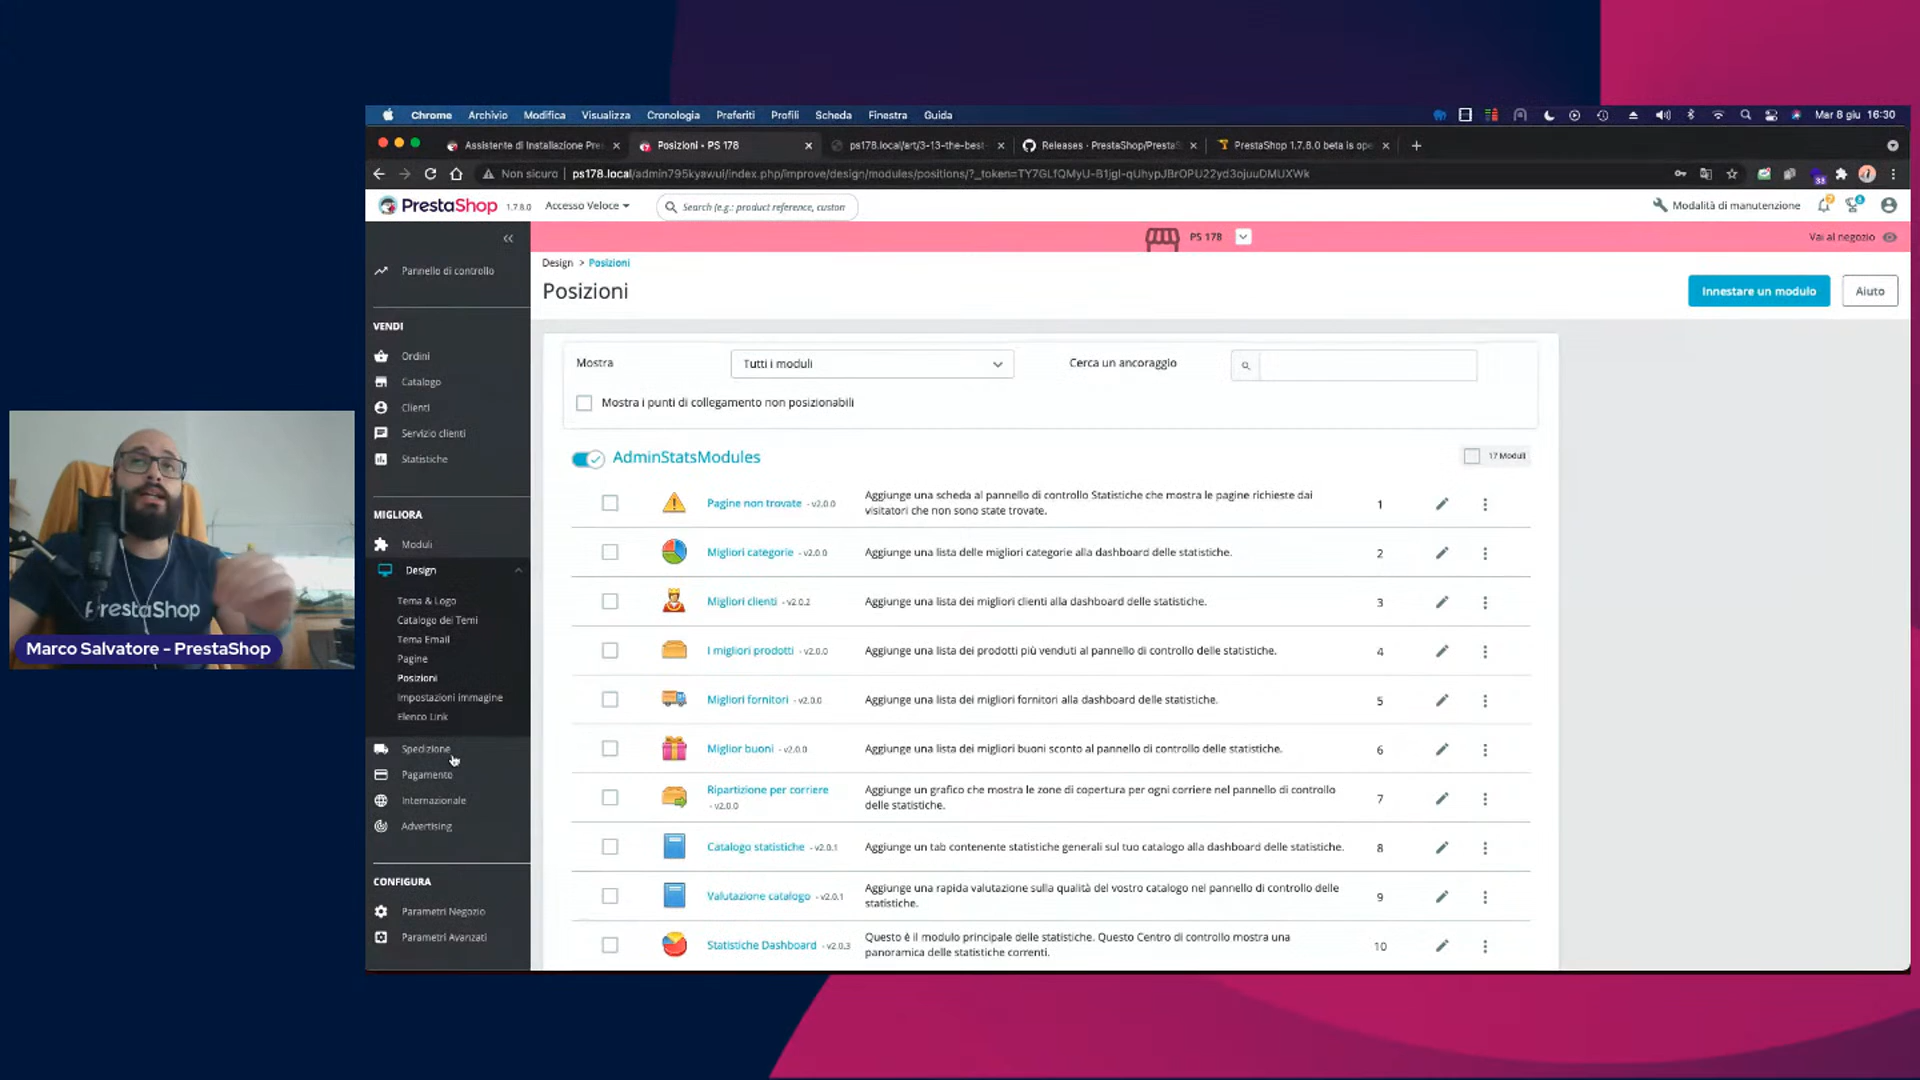 Chrome Archivio Modifica Visualizza Cronologia Preferiti Profili Scheda Finestra Guida Mar 8 giu 16:30
Assistente di Installazione Pre Posizioni • PS 178 ps178.local/art/3-13-the-best- Releases · PrestaShop/PrestaS PrestaShop 1.7.8.0 beta is ope
Non sicuro ps178.local/admin795kyawui/index.php/improve/design/modules/positions/?_token=TY7GLfQMyU-B1jgI-qUhypJBrOPU22yd3ojuuDMUXWk
PrestaShop 1.7.8.0 Accesso Veloce Search (e.g.: product reference, custom Modalità di manutenzione
PS 178 Vai al negozio
Pannello di controllo
VENDI
Ordini
Catalogo
Clienti
Servizio clienti
Statistiche
MIGLIORA
Moduli
Design
Tema & Logo
Catalogo dei Temi
Tema Email
Pagine
Posizioni
Impostazioni immagine
Elenco Link
Spedizione
Pagamento
Internazionale
Advertising
CONFIGURA
Parametri Negozio
Parametri Avanzati
Design > Posizioni
Posizioni
Innestare un modulo Aiuto
Mostra Tutti i moduli Cerca un ancoraggio
Mostra i punti di collegamento non posizionabili
AdminStatsModules 17 Moduli
Pagine non trovate - v2.0.0 Aggiunge una scheda al pannello di controllo Statistiche che mostra le pagine richieste dai visitatori che non sono state trovate. 1
Migliori categorie - v2.0.0 Aggiunge una lista delle migliori categorie alla dashboard delle statistiche. 2
Migliori clienti - v2.0.2 Aggiunge una lista dei migliori clienti alla dashboard delle statistiche. 3
I migliori prodotti - v2.0.0 Aggiunge una lista dei prodotti più venduti al pannello di controllo delle statistiche. 4
Migliori fornitori - v2.0.0 Aggiunge una lista dei migliori fornitori alla dashboard delle statistiche. 5
Miglior buoni - v2.0.0 Aggiunge una lista dei migliori buoni sconto al pannello di controllo delle statistiche. 6
Ripartizione per corriere - v2.0.0 Aggiunge un grafico che mostra le zone di copertura per ogni corriere nel pannello di controllo delle statistiche. 7
Catalogo statistiche - v2.0.1 Aggiunge un tab contenente statistiche generali sul tuo catalogo alla dashboard delle statistiche. 8
Valutazione catalogo - v2.0.1 Aggiunge una rapida valutazione sulla qualità del vostro catalogo nel pannello di controllo delle statistiche. 9
Statistiche Dashboard - v2.0.3 Questo è il modulo principale delle statistiche. Questo Centro di controllo mostra una panoramica delle statistiche correnti. 10
PrestaShop
Marco Salvatore - PrestaShop